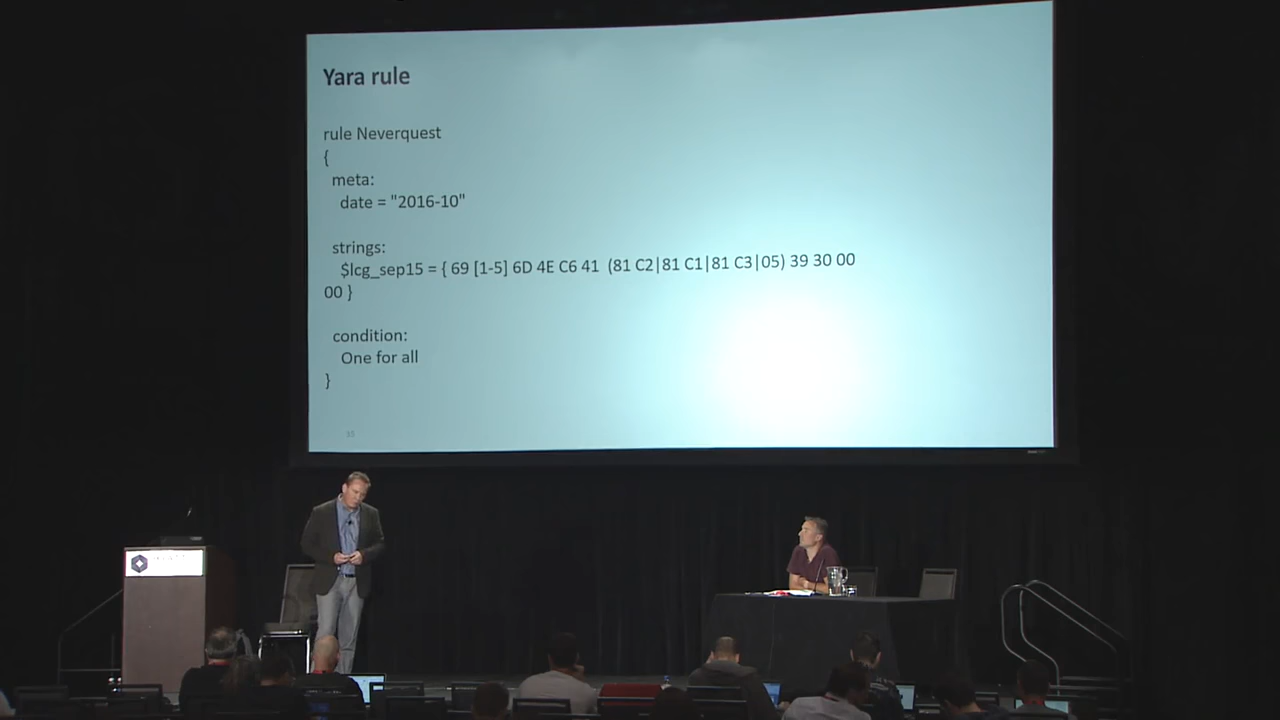 Yara rule
rule Neverquest
{
meta:
date = "2016-10"
strings:
$lcg_sep15 = { 69 [1-5] 6D 4E C6 41 (81 C2|81 C1|81 C3|05) 39 30 00
00 }
condition:
One for all
}